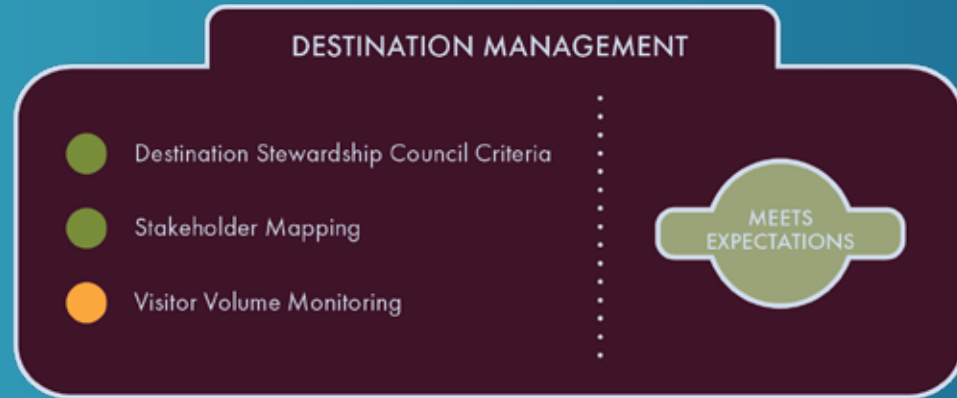 DESTINATION MANAGEMENT
Destination Stewardship Council Criteria
Stakeholder Mapping
Visitor Volume Monitoring
MEETS
EXPECTATIONS